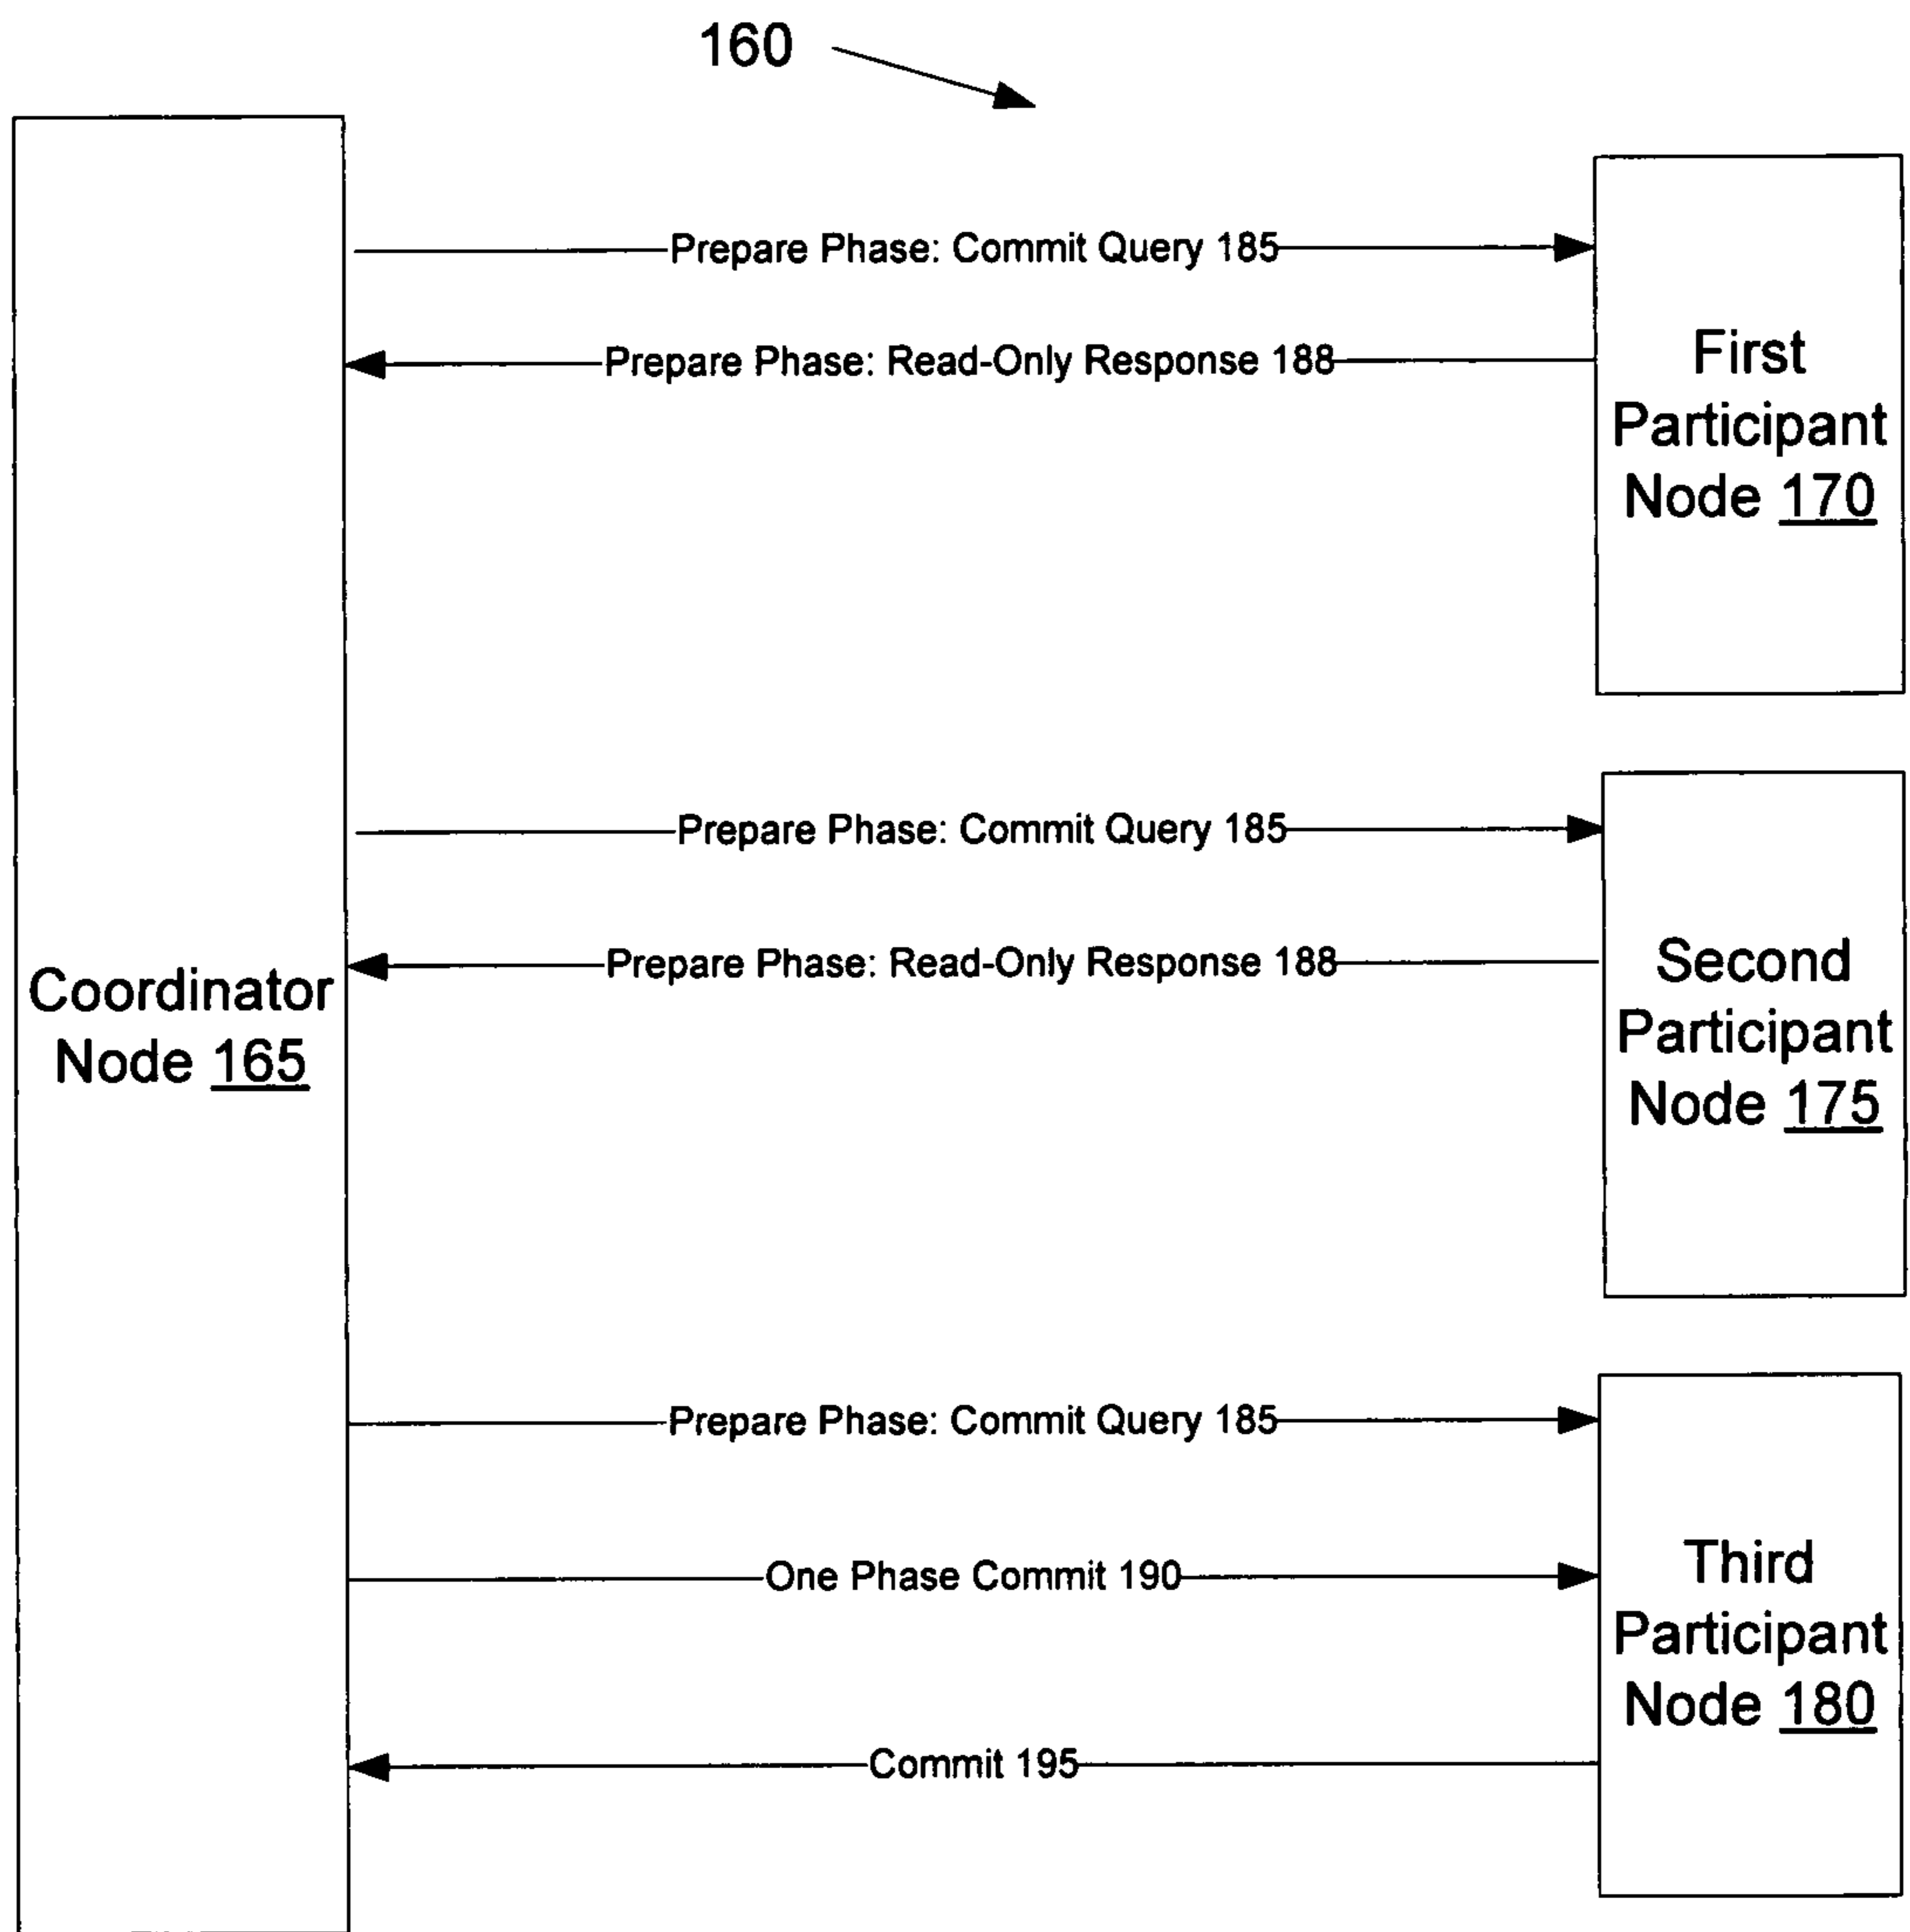 160
Prepare Phase: Commit Query 185
Prepare Phase: Read-Only Response 188
First
Participant
Node 170
Prepare Phase: Commit Query 185
Prepare Phase: Read-Only Response 188
Second
Participant
Node 175
Coordinator
Node 165
Prepare Phase: Commit Query 185
One Phase Commit 190
Commit 195
Third
Participant
Node 180